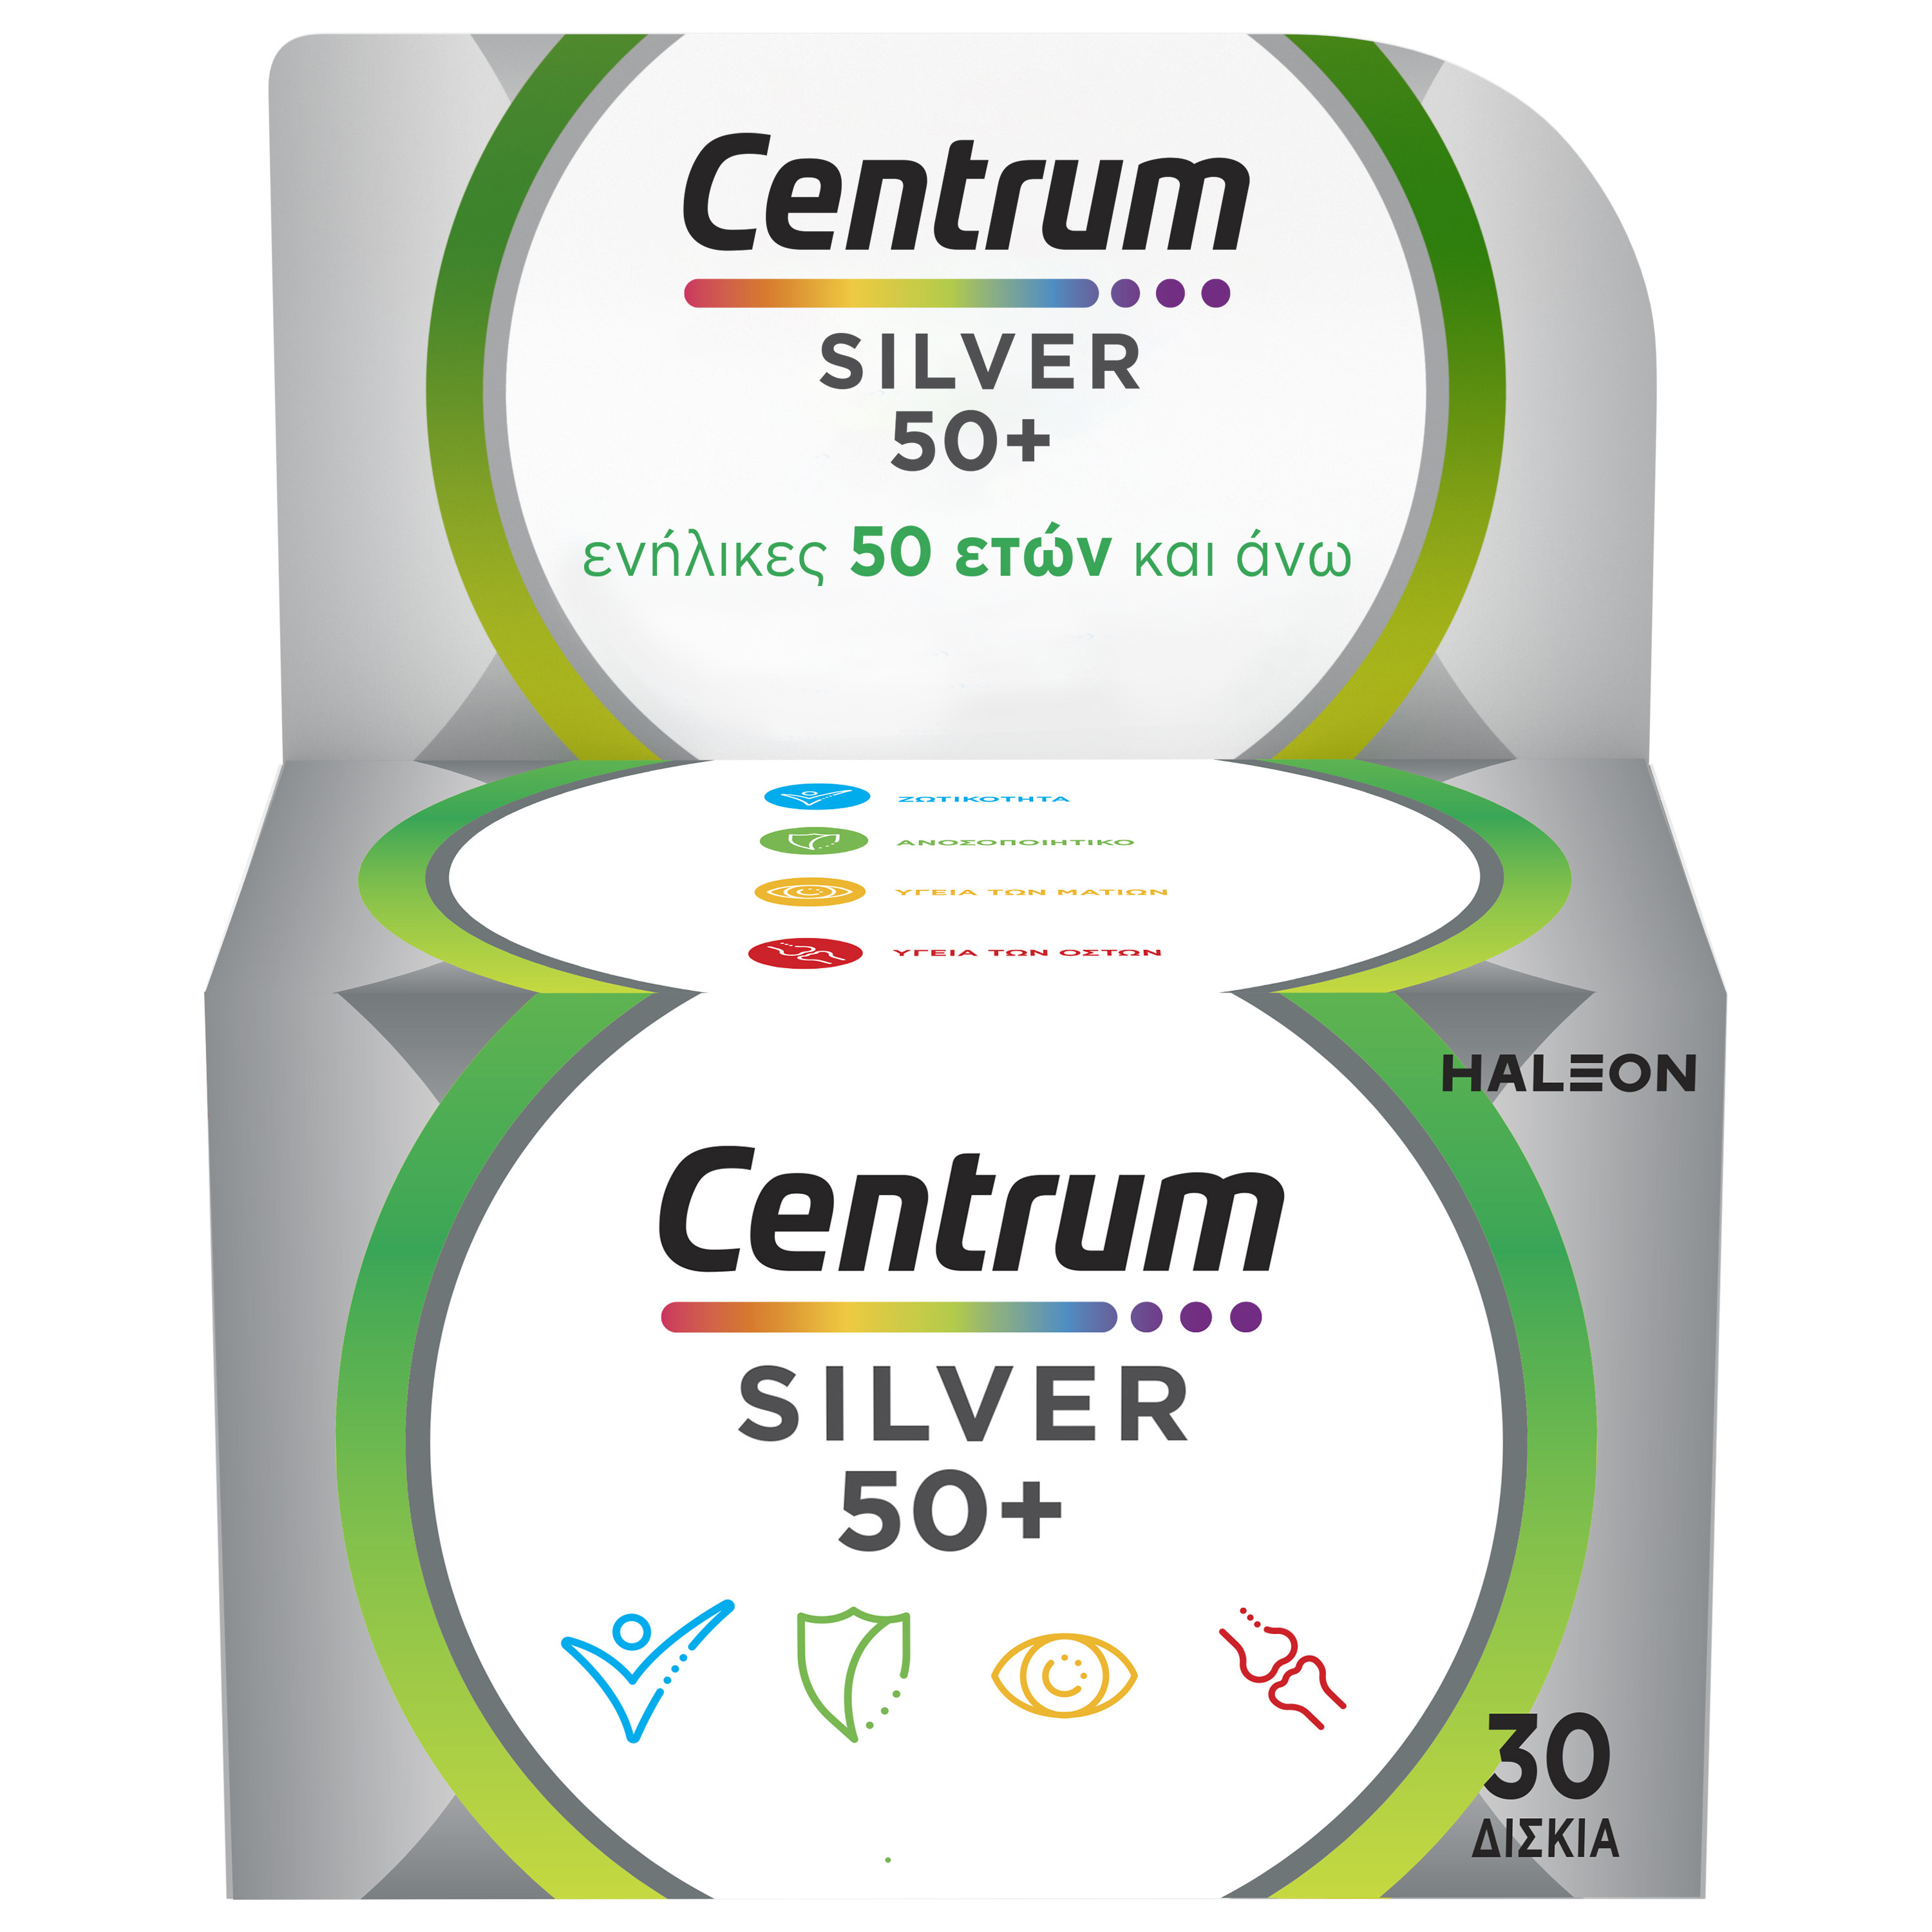 Centrum
SILVER
50+
ενήλικες 50 ετών και άνω
ΖΩΤΙΚΟΤΗΤΑ
ΑΝΟΣΟΠΟΙΗΤΙΚΟ
ΥΓΕΙΑ ΤΩΝ ΜΑΤΙΩΝ
ΥΓΕΙΑ ΤΩΝ ΟΣΤΩΝ
HALEON
Centrum
SILVER
50+
30
ΔΙΣΚΙΑ